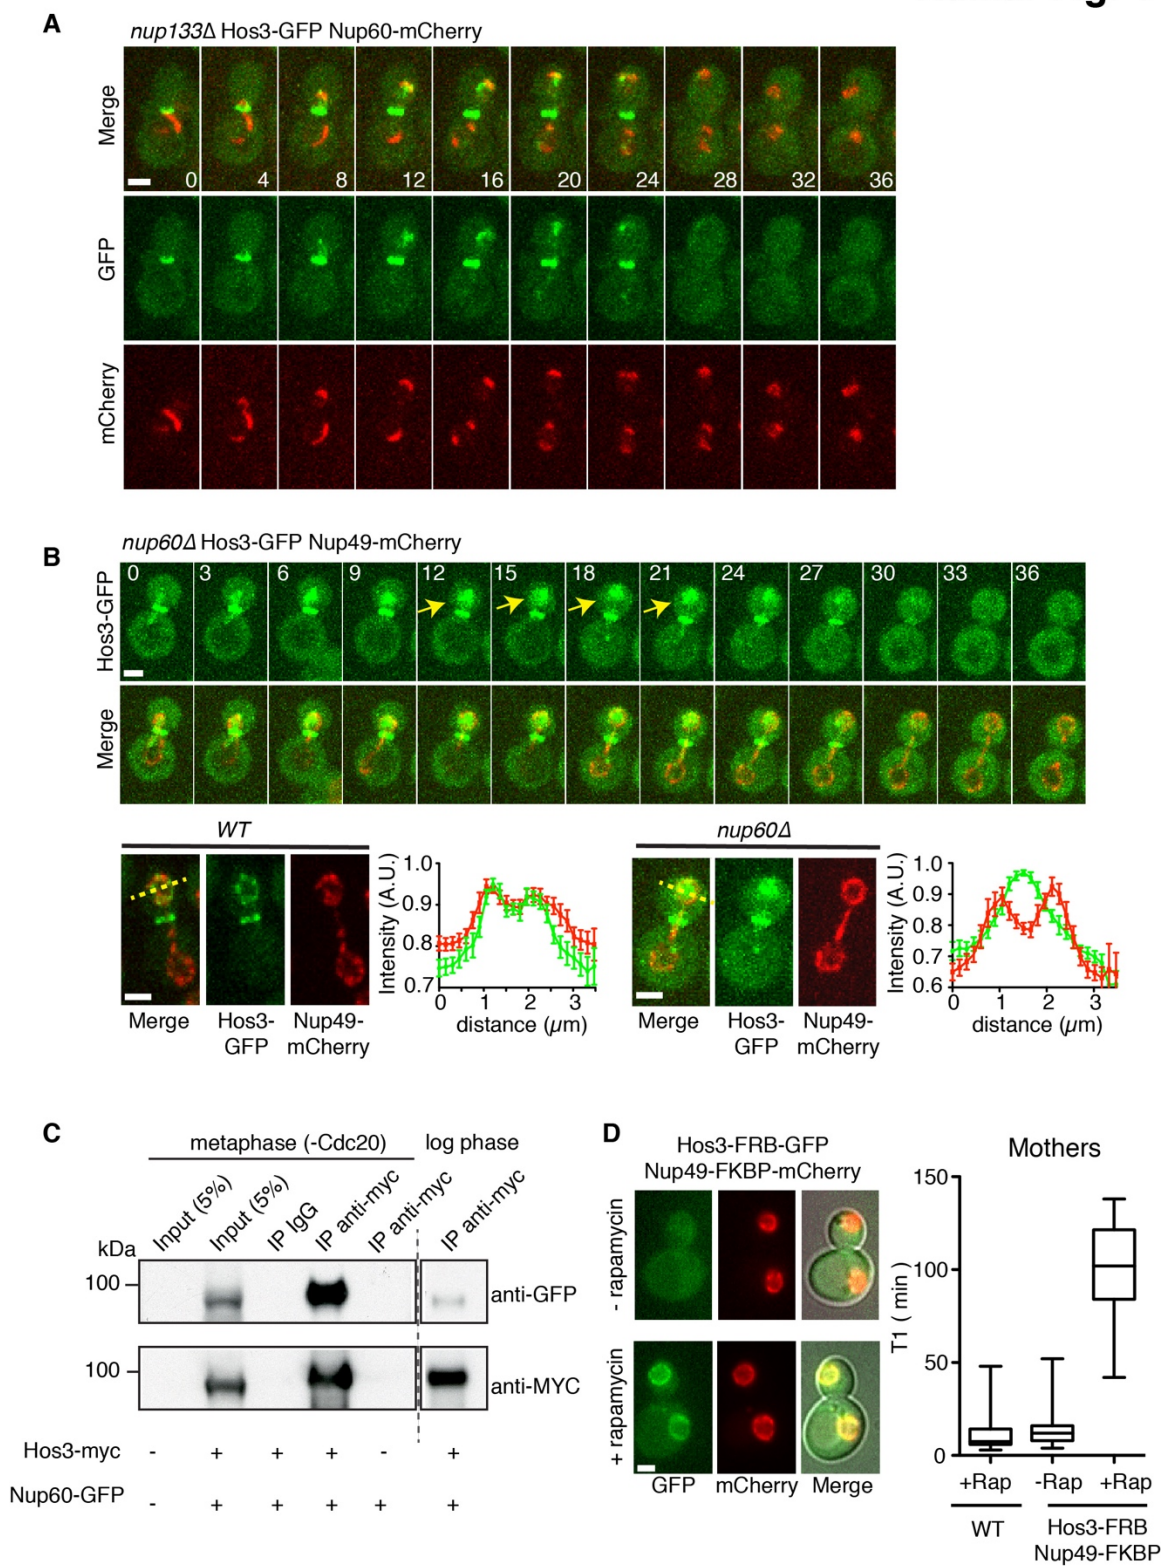 g
A
nup133Δ Hos3-GFP Nup60-mCherry
Merge
0 4 8 12 16 20 24 28 32 36
GFP
mCherry
B
nup60Δ Hos3-GFP Nup49-mCherry
Hos3-GFP
0 3 6 9 12 15 18 21 24 27 30 33 36
Merge
WT
nup60Δ
Intensity (A.U.)
1.0
0.9
0.8
0.7
0 1 2 3
distance (µm)
Merge
Hos3-
GFP
Nup49-
mCherry
Intensity (A.U.)
1.0
0.9
0.8
0.7
0.6
0 1 2 3
distance (µm)
Merge
Hos3-
GFP
Nup49-
mCherry
C
metaphase (-Cdc20)
log phase
Input (5%)
Input (5%)
IP IgG
IP anti-myc
IP anti-myc
IP anti-myc
kDa
100
anti-GFP
100
anti-MYC
Hos3-myc - + + + - +
Nup60-GFP - + + + + +
D
Hos3-FRB-GFP
Nup49-FKBP-mCherry
- rapamycin
+ rapamycin
GFP mCherry Merge
Mothers
T1 ( min )
150
100
50
0
+Rap -Rap +Rap
WT
Hos3-FRB
Nup49-FKBP